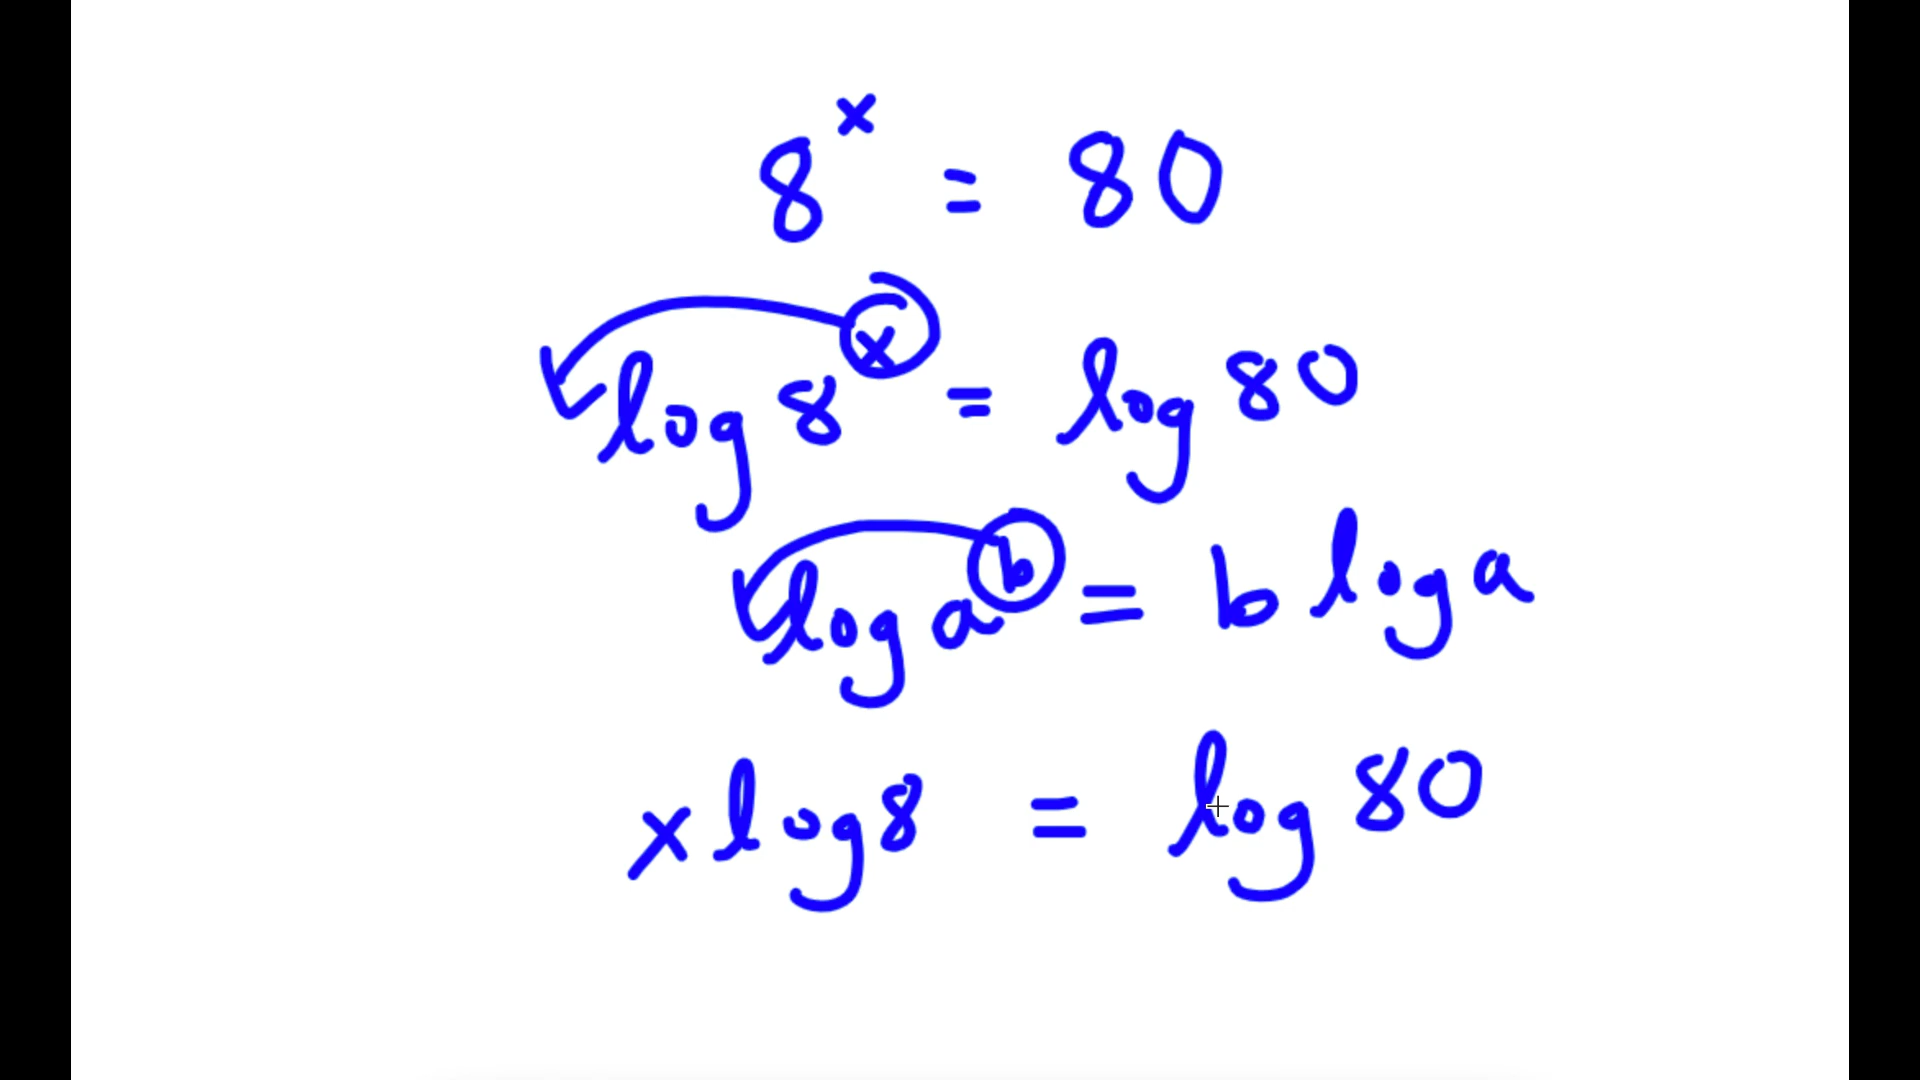 8^x = 80
log 8^x = log 80
log a^b = b log a
x log 8 = log 80